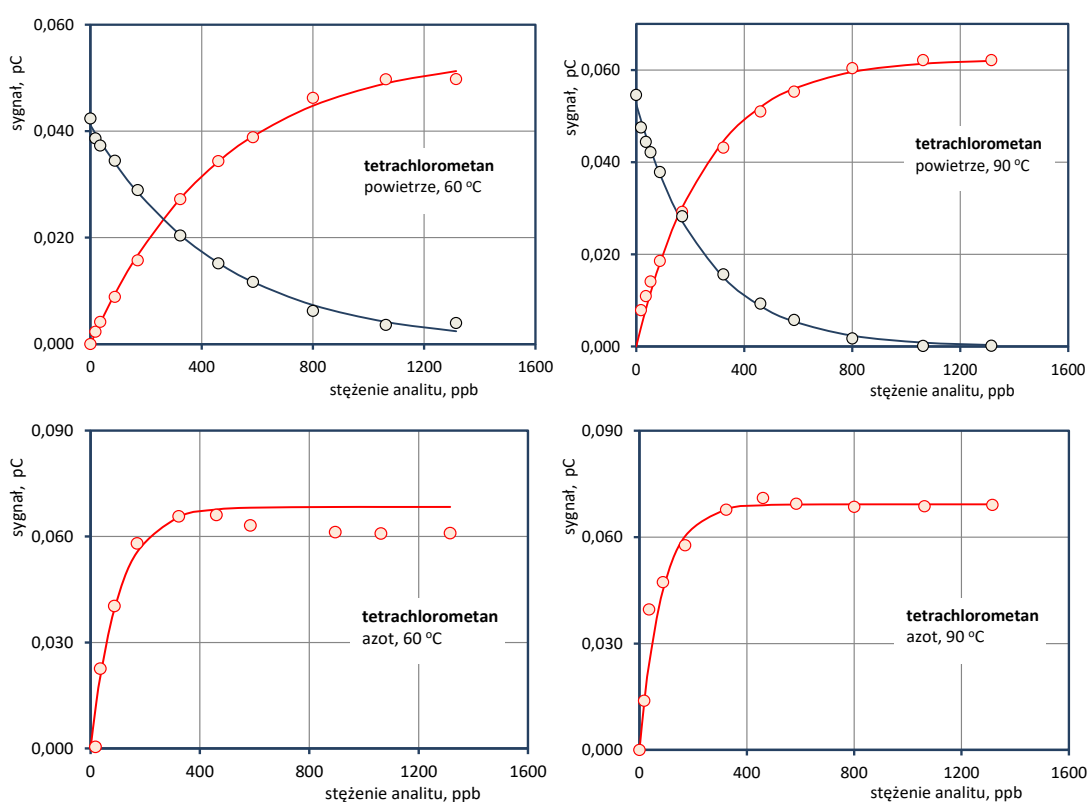 0,060
0,040
0,020
0,000
sygnał, pC
tetrachlorometan
powietrze, 60 °C
0 400 800 1200 1600
stężenie analitu, ppb
0,060
0,040
0,020
0,000
sygnał, pC
tetrachlorometan
powietrze, 90 °C
0 400 800 1200 1600
stężenie analitu, ppb
0,090
0,060
0,030
0,000
sygnał, pC
tetrachlorometan
azot, 60 °C
0 400 800 1200 1600
stężenie analitu, ppb
0,090
0,060
0,030
0,000
sygnał, pC
tetrachlorometan
azot, 90 °C
0 400 800 1200 1600
stężenie analitu, ppb